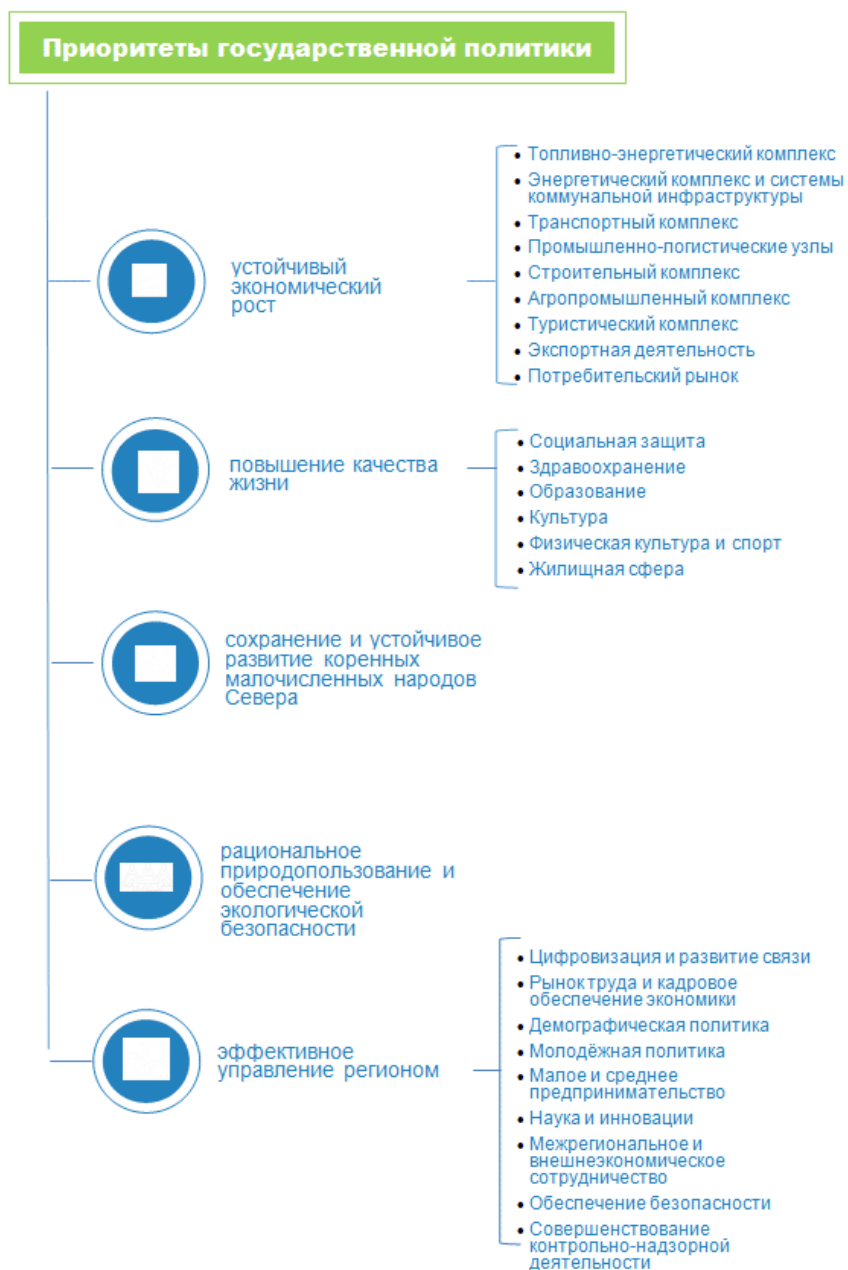 Приоритеты государственной политики
устойчивый
экономический
рост
• Топливно-энергетический комплекс
• Энергетический комплекс и системы
коммунальной инфраструктуры
• Транспортный комплекс
• Промышленно-логистические узлы
• Строительный комплекс
• Агропромышленный комплекс
• Туристический комплекс
• Экспортная деятельность
• Потребительский рынок
повышение качества
жизни
• Социальная защита
• Здравоохранение
• Образование
• Культура
• Физическая культура и спорт
• Жилищная сфера
сохранение и устойчивое
развитие коренных
малочисленных народов
Севера
рациональное
природопользование и
обеспечение
экологической
безопасности
эффективное
управление регионом
• Цифровизация и развитие связи
• Рынок труда и кадровое
обеспечение экономики
• Демографическая политика
• Молодёжная политика
• Малое и среднее
предпринимательство
• Наука и инновации
• Межрегиональное и
внешнеэкономическое
сотрудничество
• Обеспечение безопасности
• Совершенствование
контрольно-надзорной
деятельности